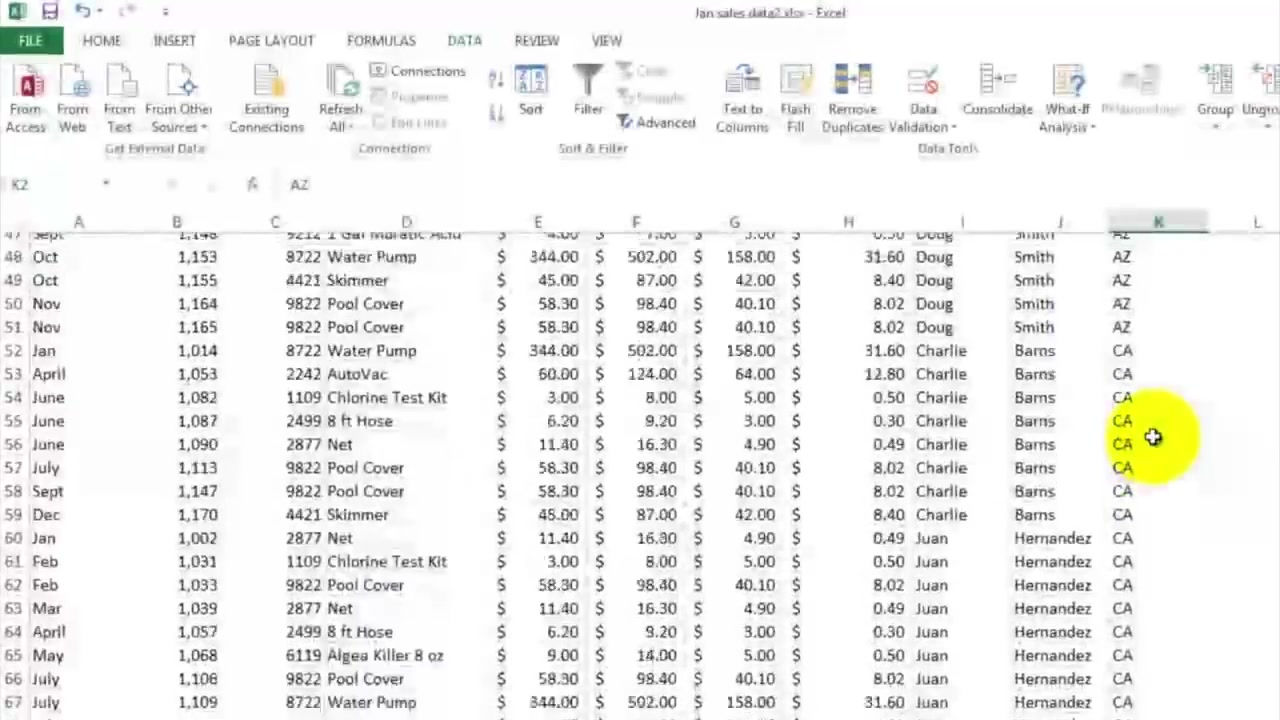 Jan sales data2.xlsx - Excel
FILE HOME INSERT PAGE LAYOUT FORMULAS DATA REVIEW VIEW
From Access From Web From Text From Other Sources Existing Connections Refresh All Connections Properties Edit Links Sort Filter Clear Reapply Advanced Text to Columns Flash Fill Remove Duplicates Data Validation Consolidate What-If Analysis Relationships Group
Get External Data Connections Sort & Filter Data Tools
K2 fx AZ
A B C D E F G H I J K L
47 Sept 1,146 9212 1 Gal Muratic Acid $ 4.00 $ 7.00 $ 3.00 $ 0.30 Doug Smith AZ
48 Oct 1,153 8722 Water Pump $ 344.00 $ 502.00 $ 158.00 $ 31.60 Doug Smith AZ
49 Oct 1,155 4421 Skimmer $ 45.00 $ 87.00 $ 42.00 $ 8.40 Doug Smith AZ
50 Nov 1,164 9822 Pool Cover $ 58.30 $ 98.40 $ 40.10 $ 8.02 Doug Smith AZ
51 Nov 1,165 9822 Pool Cover $ 58.30 $ 98.40 $ 40.10 $ 8.02 Doug Smith AZ
52 Jan 1,014 8722 Water Pump $ 344.00 $ 502.00 $ 158.00 $ 31.60 Charlie Barns CA
53 April 1,053 2242 AutoVac $ 60.00 $ 124.00 $ 64.00 $ 12.80 Charlie Barns CA
54 June 1,082 1109 Chlorine Test Kit $ 3.00 $ 8.00 $ 5.00 $ 0.50 Charlie Barns CA
55 June 1,087 2499 8 ft Hose $ 6.20 $ 9.20 $ 3.00 $ 0.30 Charlie Barns CA
56 June 1,090 2877 Net $ 11.40 $ 16.30 $ 4.90 $ 0.49 Charlie Barns CA
57 July 1,113 9822 Pool Cover $ 58.30 $ 98.40 $ 40.10 $ 8.02 Charlie Barns CA
58 Sept 1,147 9822 Pool Cover $ 58.30 $ 98.40 $ 40.10 $ 8.02 Charlie Barns CA
59 Dec 1,170 4421 Skimmer $ 45.00 $ 87.00 $ 42.00 $ 8.40 Charlie Barns CA
60 Jan 1,002 2877 Net $ 11.40 $ 16.30 $ 4.90 $ 0.49 Juan Hernandez CA
61 Feb 1,031 1109 Chlorine Test Kit $ 3.00 $ 8.00 $ 5.00 $ 0.50 Juan Hernandez CA
62 Feb 1,033 9822 Pool Cover $ 58.30 $ 98.40 $ 40.10 $ 8.02 Juan Hernandez CA
63 Mar 1,039 2877 Net $ 11.40 $ 16.30 $ 4.90 $ 0.49 Juan Hernandez CA
64 April 1,057 2499 8 ft Hose $ 6.20 $ 9.20 $ 3.00 $ 0.30 Juan Hernandez CA
65 May 1,068 6119 Algea Killer 8 oz $ 9.00 $ 14.00 $ 5.00 $ 0.50 Juan Hernandez CA
66 July 1,106 9822 Pool Cover $ 58.30 $ 98.40 $ 40.10 $ 8.02 Juan Hernandez CA
67 July 1,109 8722 Water Pump $ 344.00 $ 502.00 $ 158.00 $ 31.60 Juan Hernandez CA